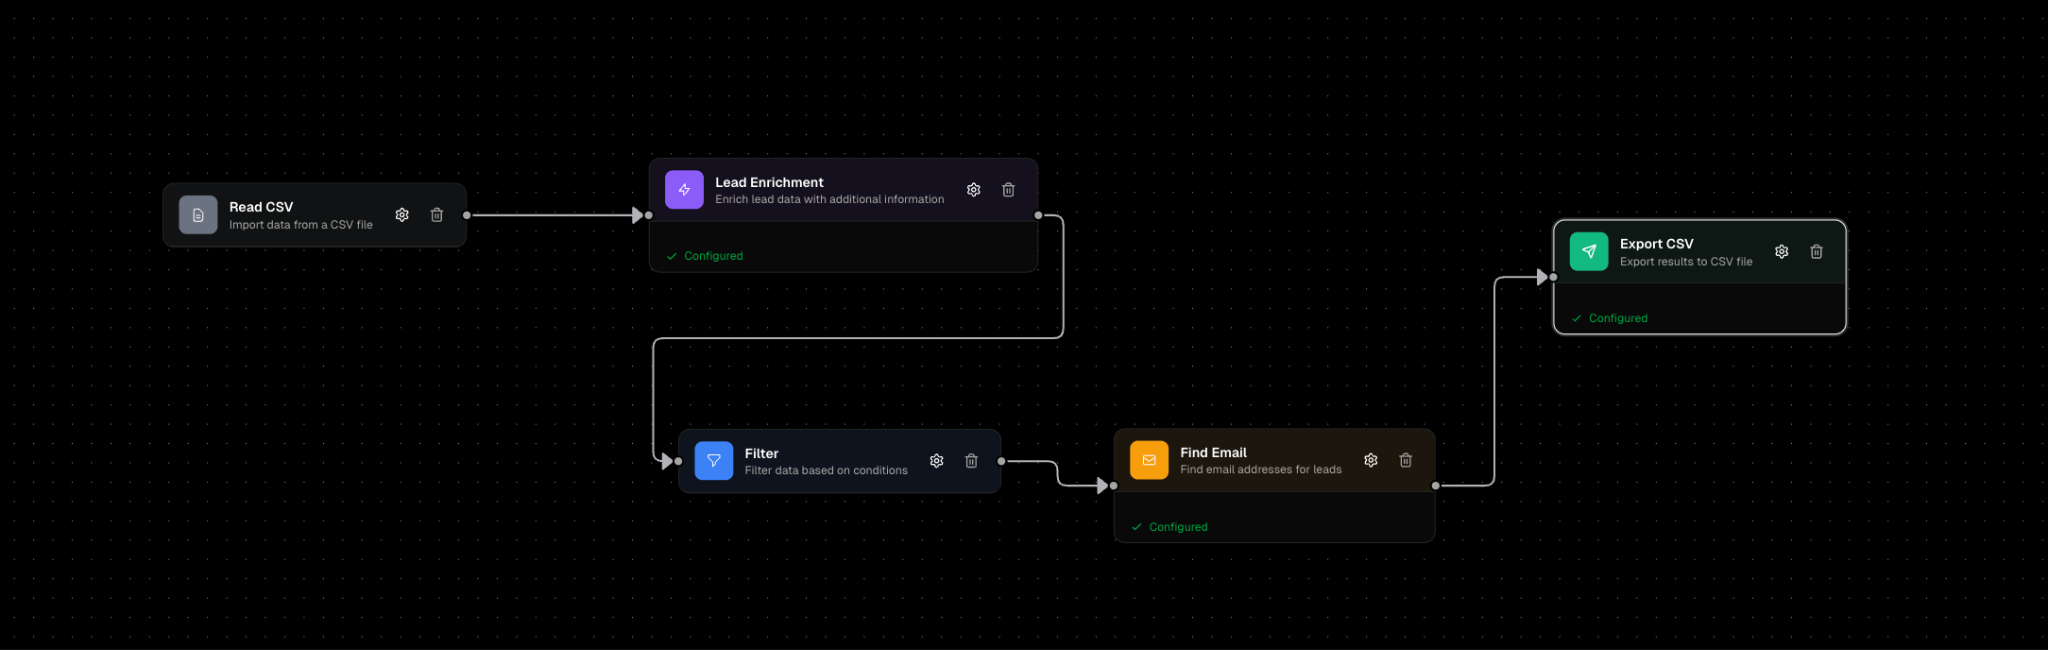 Read CSV
Import data from a CSV file
Lead Enrichment
Enrich lead data with additional information
Configured
Filter
Filter data based on conditions
Find Email
Find email addresses for leads
Configured
Export CSV
Export results to CSV file
Configured